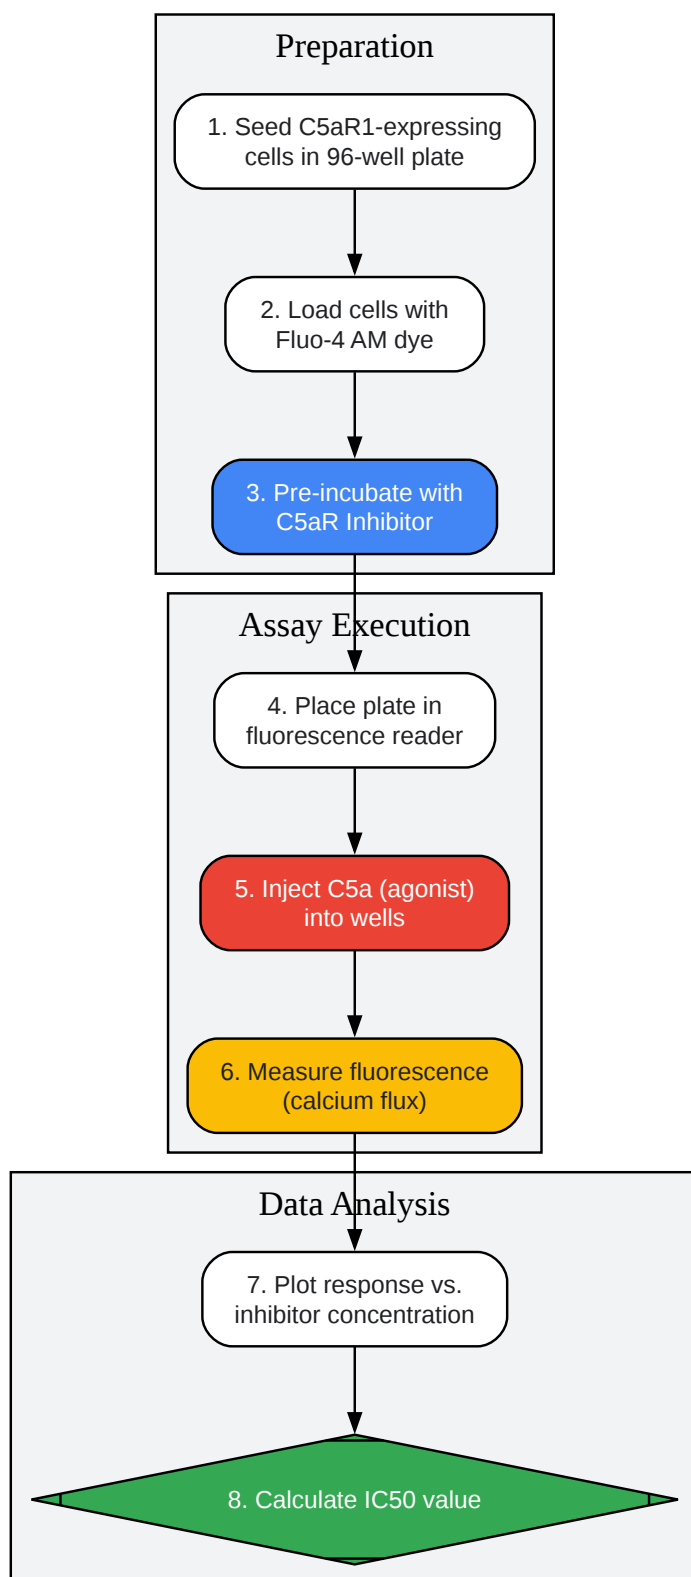 Preparation
1. Seed C5aR1-expressing
cells in 96-well plate
2. Load cells with
Fluo-4 AM dye
3. Pre-incubate with
C5aR Inhibitor
Assay Execution
4. Place plate in
fluorescence reader
5. Inject C5a (agonist)
into wells
6. Measure fluorescence
(calcium flux)
Data Analysis
7. Plot response vs.
inhibitor concentration
8. Calculate IC50 value